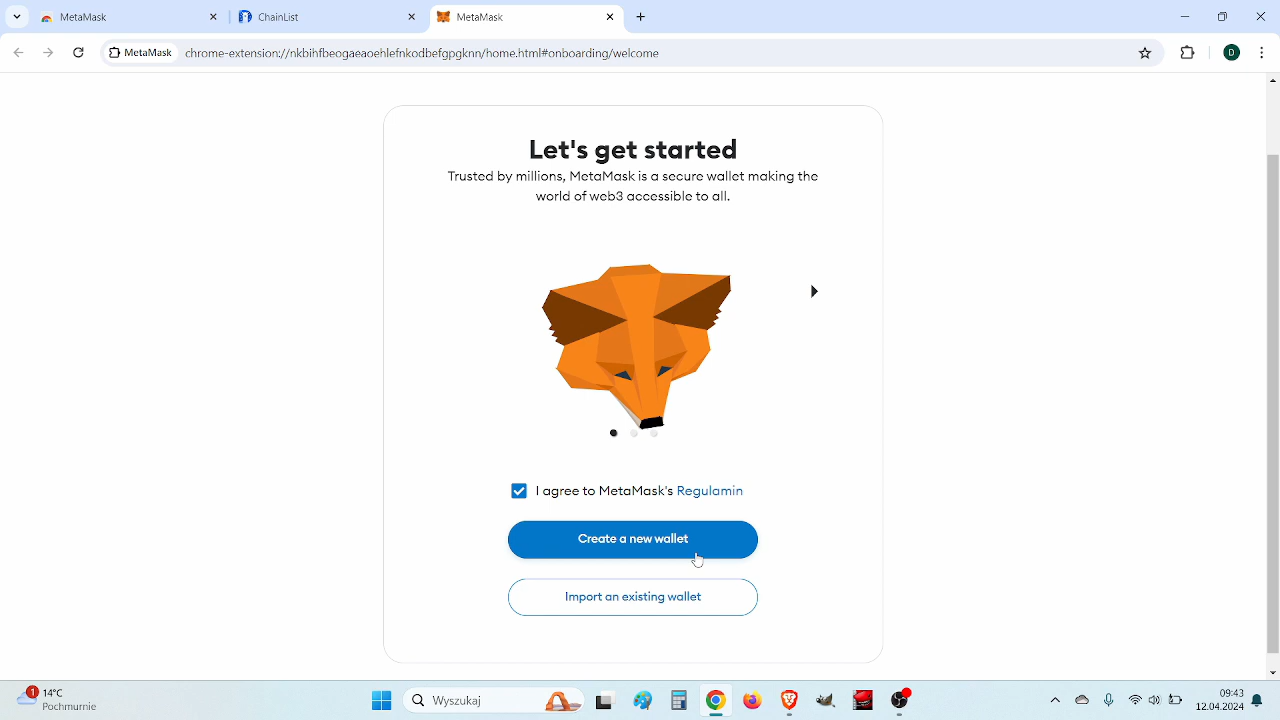 MetaMask
ChainList
MetaMask
MetaMask
chrome-extension://nkbihfbeogaeaoehlefnkodbefgpgknn/home.html#onboarding/welcome
D
Let's get started
Trusted by millions, MetaMask is a secure wallet making the
world of web3 accessible to all.
I agree to MetaMask's Regulamin
Create a new wallet
Import an existing wallet
1
14°C
Pochmurnie
Wyszukaj
09:43
12.04.2024